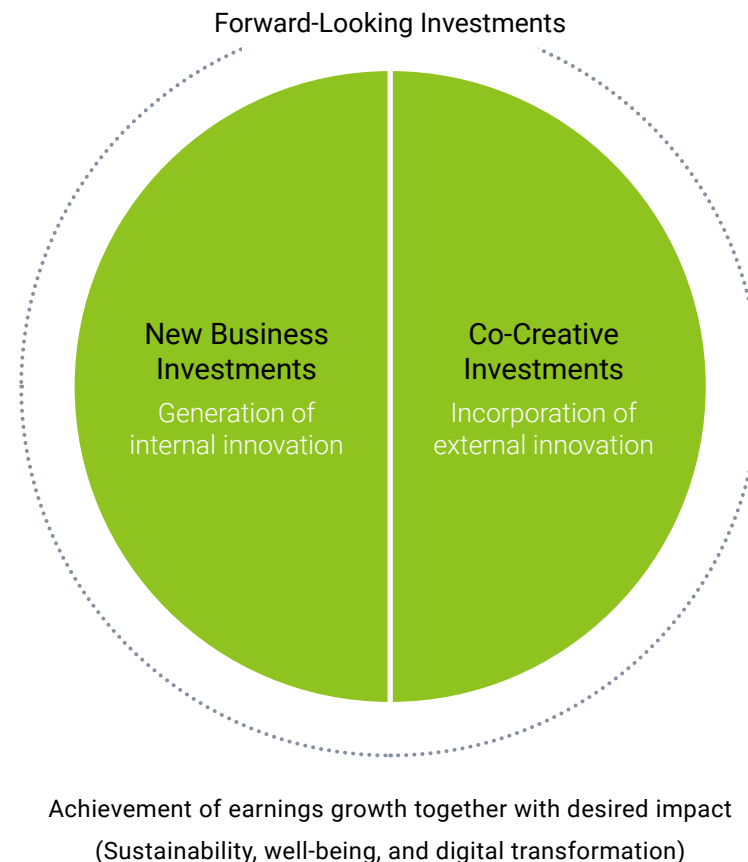 Forward-Looking Investments
New Business
Investments
Generation of
internal innovation
Co-Creative
Investments
Incorporation of
external innovation
Achievement of earnings growth together with desired impact
(Sustainability, well-being, and digital transformation)